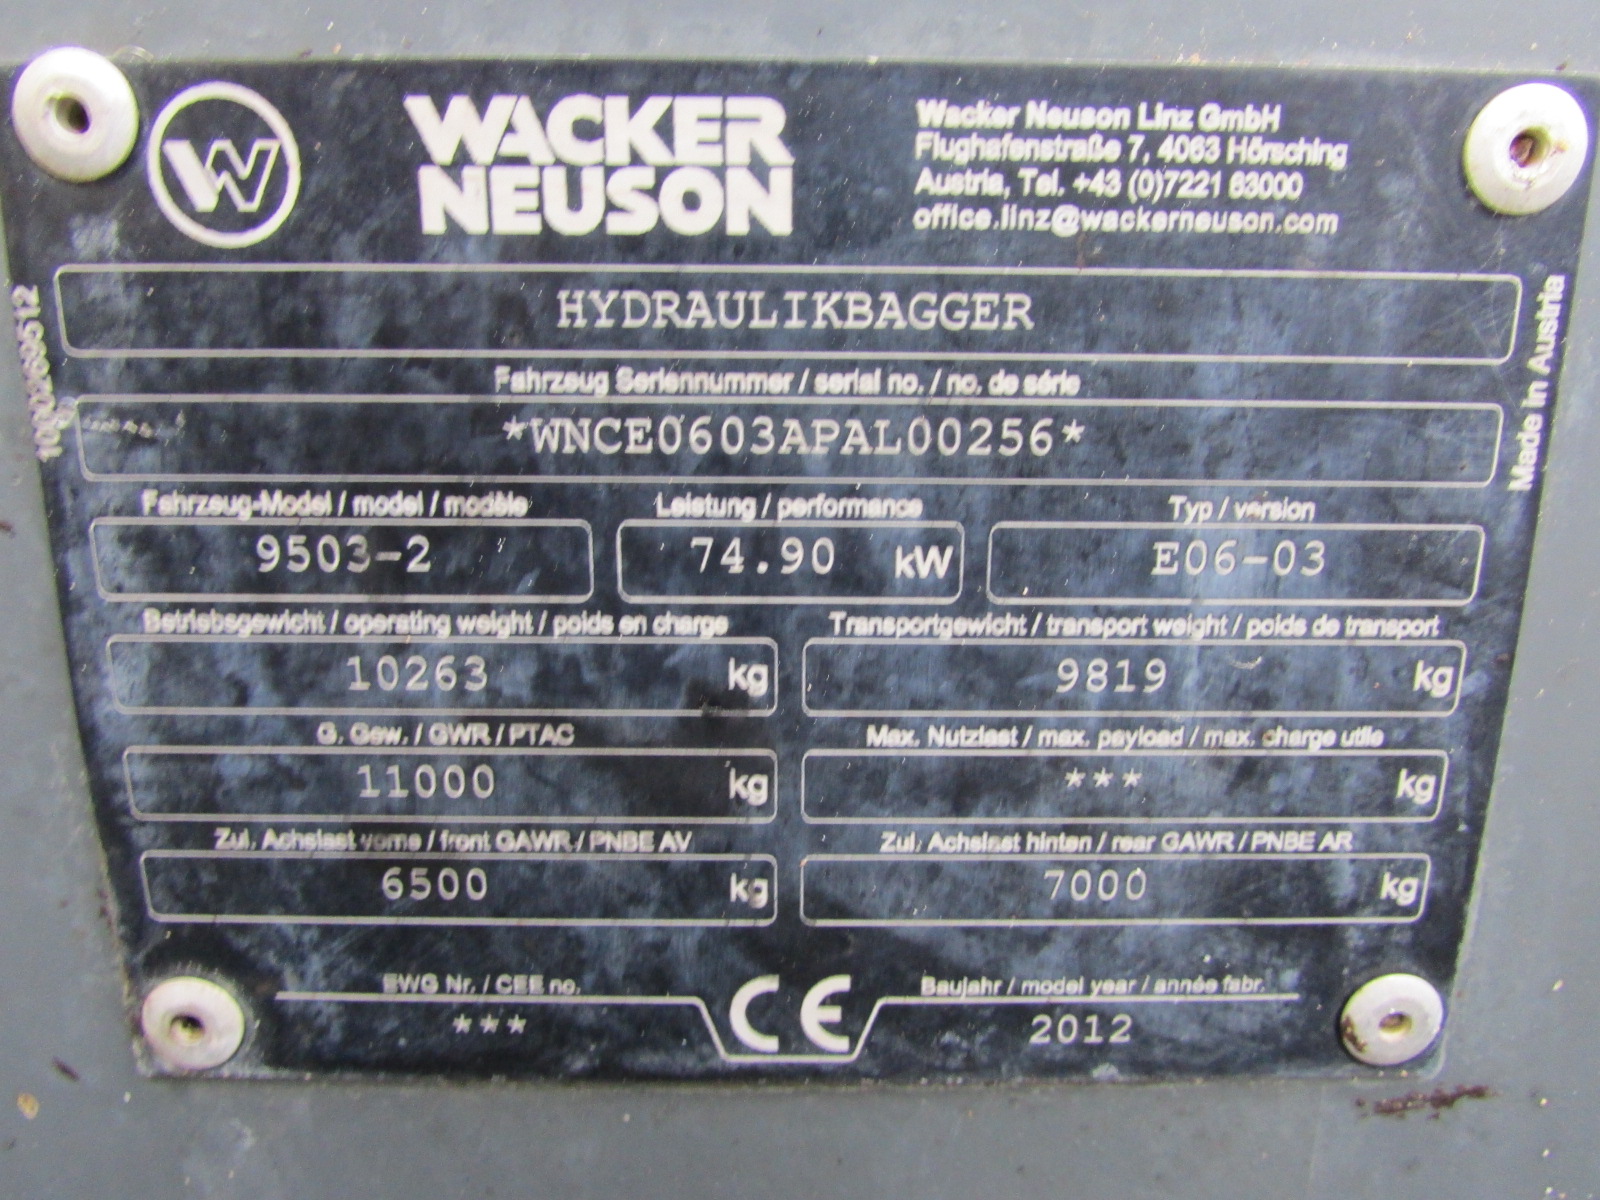 W
WACKER
NEUSON
Wacker Neuson Linz GmbH
Flughafenstraße 7, 4063 Hörsching
Austria, Tel. +43 (0)7221 63000
office.linz@wackerneuson.com
HYDRAULIKBAGGER
Fahrzeug Seriennummer / serial no. / no. de série
*WNCE0603APAL00256*
Fahrzeug-Model / model / modèle
9503-2
Leistung / performance
74.90 kW
Typ / version
E06-03
Betriebsgewicht / operating weight / poids en charge
10263 kg
Transportgewicht / transport weight / poids de transport
9819 kg
G. Gew. / GWR / PTAC
11000 kg
Max. Nutzlast / max. payload / max. charge utile
*** kg
Zul. Achslast vorne / front GAWR / PNBE AV
6500 kg
Zul. Achslast hinten / rear GAWR / PNBE AR
7000 kg
EWG Nr. / CEE no.
***
CE
Baujahr / model year / année fabr.
2012
Made in Austria